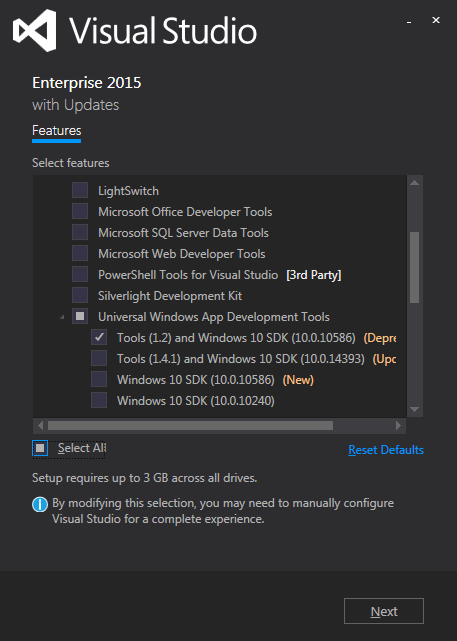 Visual Studio
Enterprise 2015
with Updates
Features
Select features
LightSwitch
Microsoft Office Developer Tools
Microsoft SQL Server Data Tools
Microsoft Web Developer Tools
PowerShell Tools for Visual Studio [3rd Party]
Silverlight Development Kit
Universal Windows App Development Tools
Tools (1.2) and Windows 10 SDK (10.0.10586) (Depre
Tools (1.4.1) and Windows 10 SDK (10.0.14393) (Upd
Windows 10 SDK (10.0.10586) (New)
Windows 10 SDK (10.0.10240)
Select All
Reset Defaults
Setup requires up to 3 GB across all drives.
By modifying this selection, you may need to manually configure
Visual Studio for a complete experience.
Next